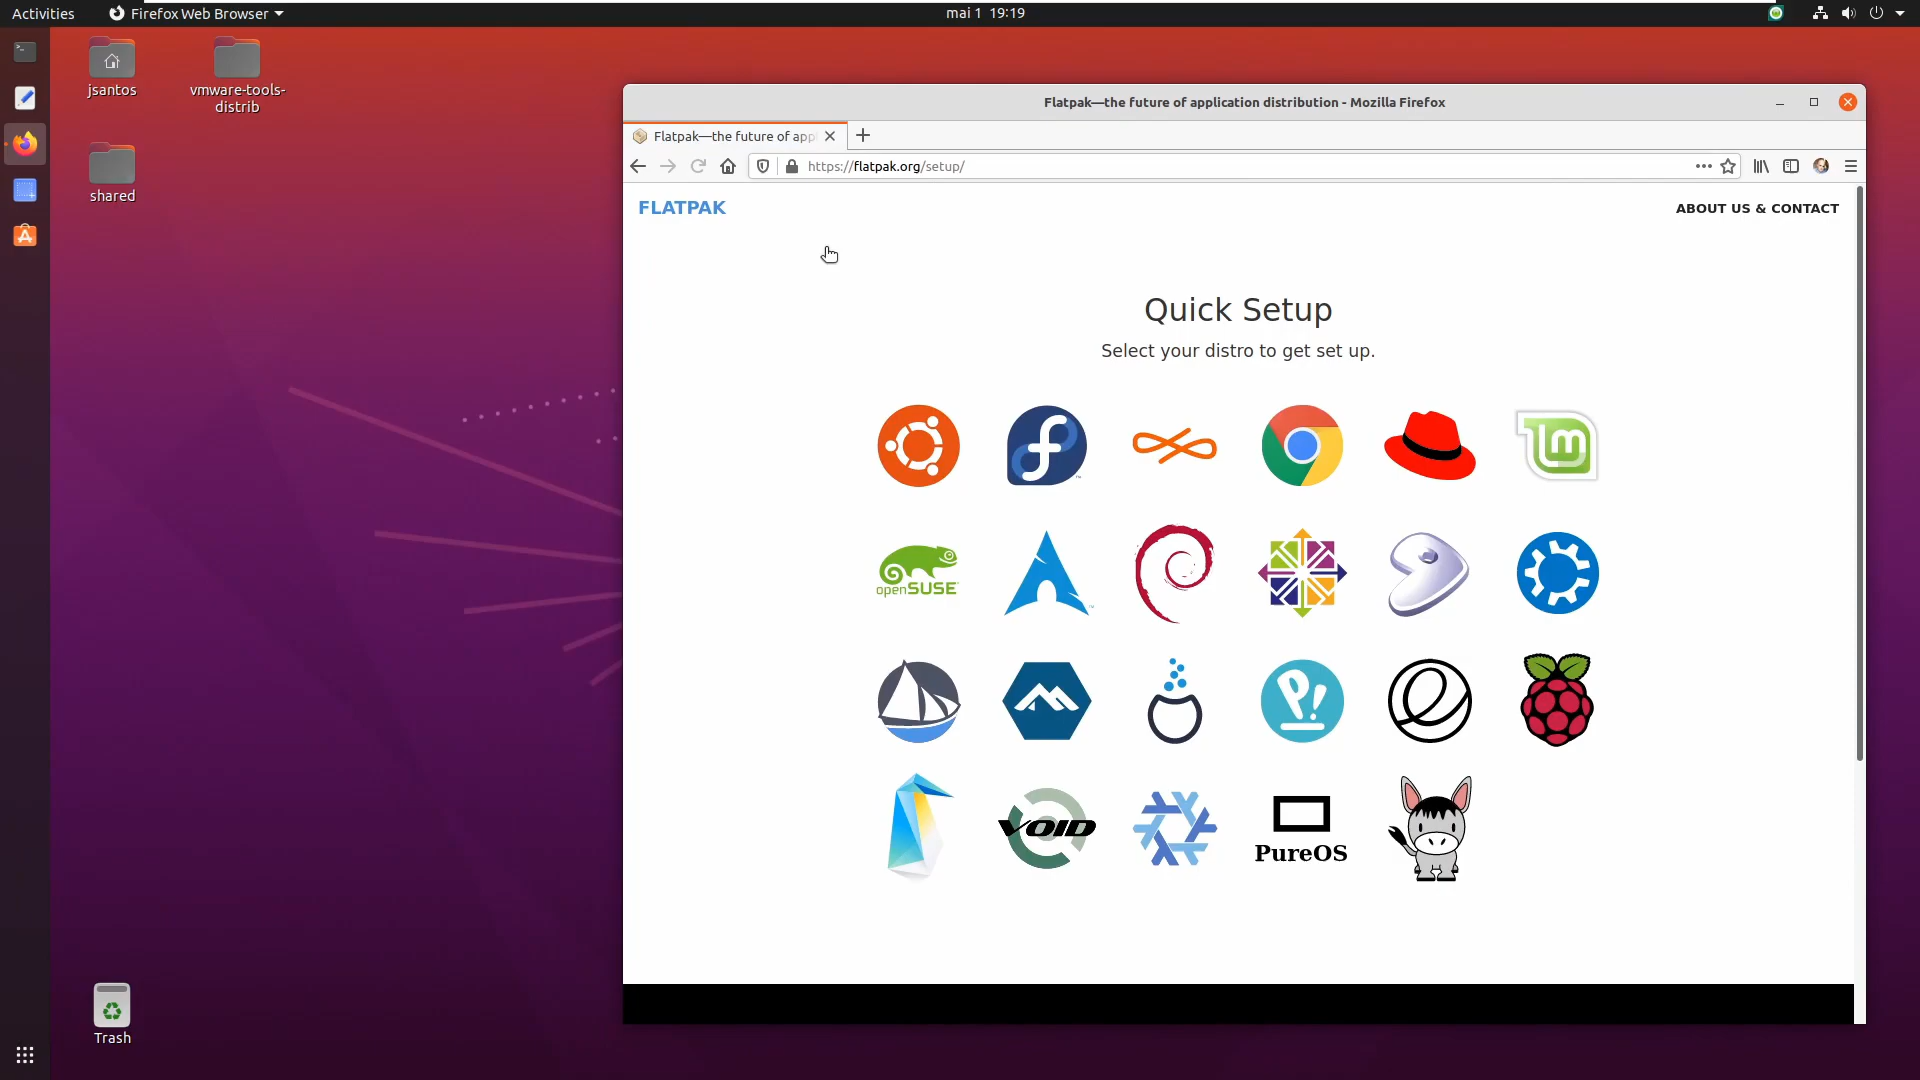 Activities
Firefox Web Browser
mai 1 19:19
jsantos
vmware-tools-
distrib
shared
Trash
Flatpak—the future of application distribution - Mozilla Firefox
Flatpak—the future of app
https://flatpak.org/setup/
FLATPAK
ABOUT US & CONTACT
Quick Setup
Select your distro to get set up.
lm
openSUSE
P!
VOID
PureOS